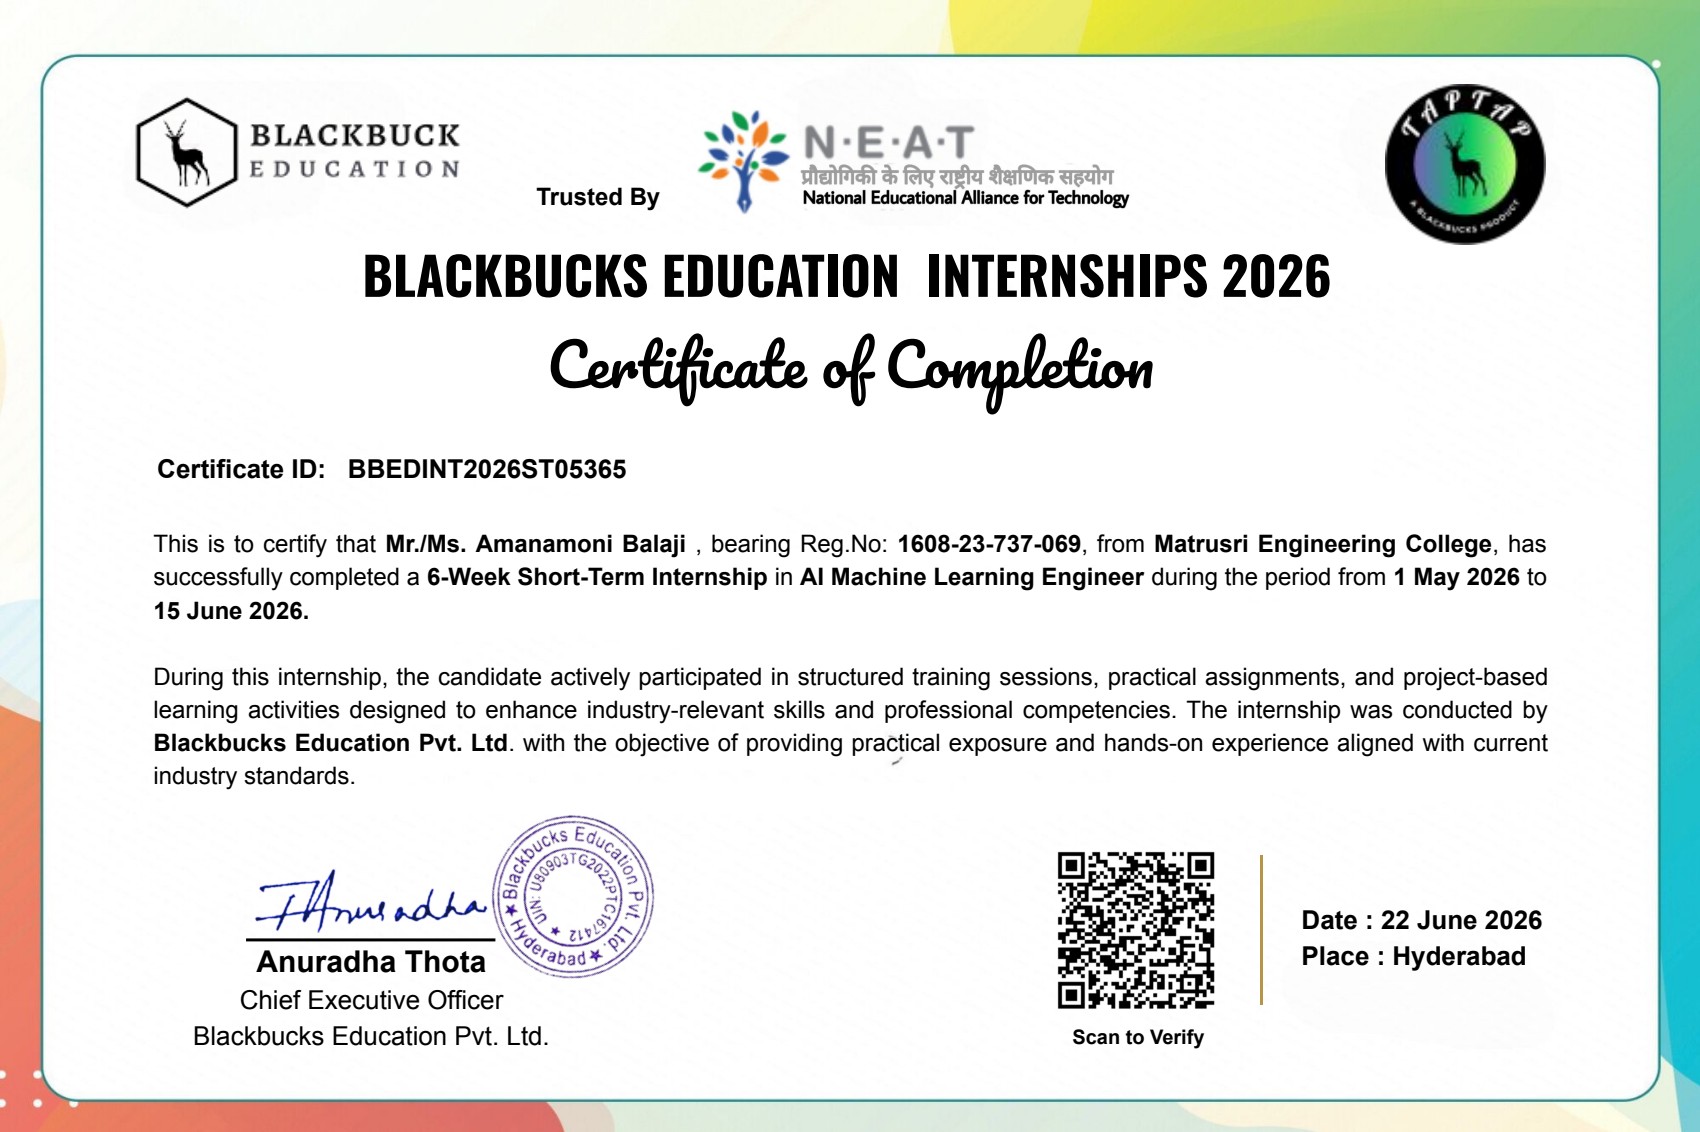 BLACKBUCK
EDUCATION
Trusted By
N·E·A·T
प्रौद्योगिकी के लिए राष्ट्रीय शैक्षणिक सहयोग
National Educational Alliance for Technology
TAPTAP
A BLACKBUCKS PRODUCT
BLACKBUCKS EDUCATION INTERNSHIPS 2026
Certificate of Completion
Certificate ID: BBEDINT2026ST05365
This is to certify that Mr./Ms. Amanamoni Balaji , bearing Reg.No: 1608-23-737-069, from Matrusri Engineering College, has
successfully completed a 6-Week Short-Term Internship in AI Machine Learning Engineer during the period from 1 May 2026 to
15 June 2026.
During this internship, the candidate actively participated in structured training sessions, practical assignments, and project-based
learning activities designed to enhance industry-relevant skills and professional competencies. The internship was conducted by
Blackbucks Education Pvt. Ltd. with the objective of providing practical exposure and hands-on experience aligned with current
industry standards.
Anuradha
Blackbucks Education Pvt. Ltd.
★ Hyderabad ★
UIN: U80903TG2022PTC167412 ★
Anuradha Thota
Chief Executive Officer
Blackbucks Education Pvt. Ltd.
Scan to Verify
Date : 22 June 2026
Place : Hyderabad